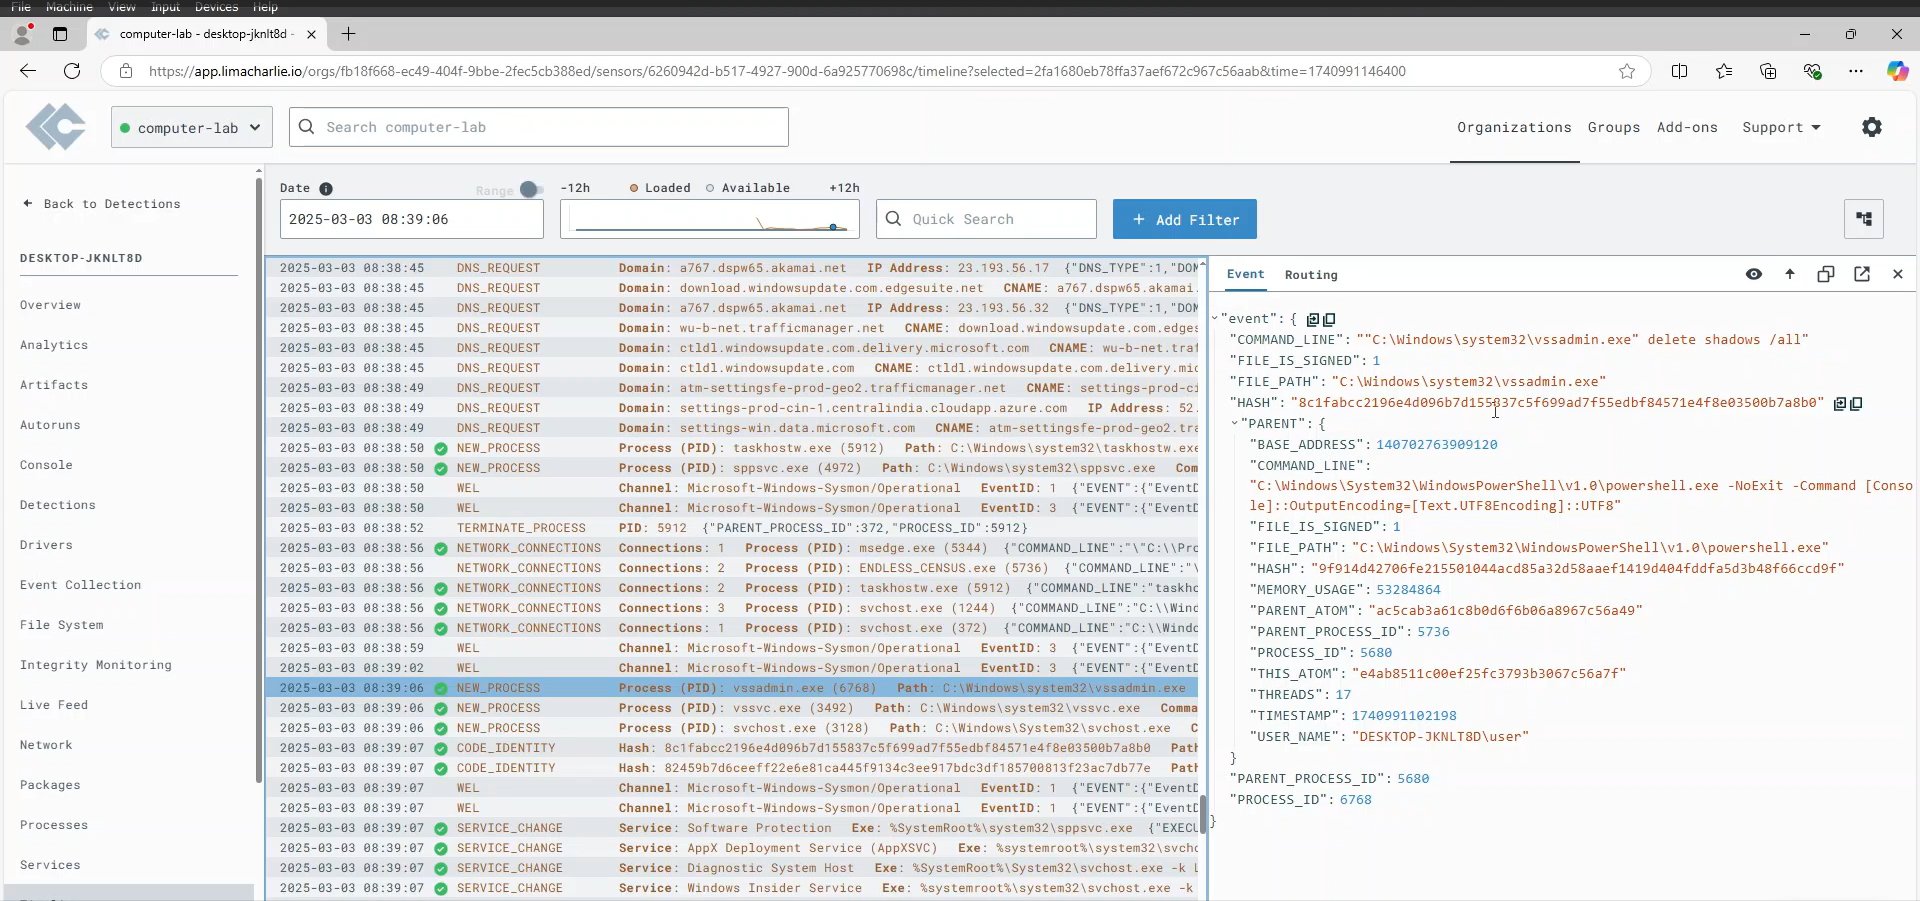 File Machine View Input Devices Help
computer-lab - desktop-jknlt8d -
https://app.limacharlie.io/orgs/fb18f668-ec49-404f-9bbe-2fec5cb388ed/sensors/6260942d-b517-4927-900d-6a925770698c/timeline?selected=2fa1680eb78ffa37aef672c967c56aab&time=1740991146400
computer-lab
Search computer-lab
Organizations Groups Add-ons Support
Back to Detections
DESKTOP-JKNLT8D
Overview
Analytics
Artifacts
Autoruns
Console
Detections
Drivers
Event Collection
File System
Integrity Monitoring
Live Feed
Network
Packages
Processes
Services
Date Range -12h Loaded Available +12h
2025-03-03 08:39:06
Quick Search
+ Add Filter
2025-03-03 08:38:45 DNS_REQUEST Domain: a767.dspw65.akamai.net IP Address: 23.193.56.17 {"DNS_TYPE":1,"DOM
2025-03-03 08:38:45 DNS_REQUEST Domain: download.windowsupdate.com.edgesuite.net CNAME: a767.dspw65.akamai.
2025-03-03 08:38:45 DNS_REQUEST Domain: a767.dspw65.akamai.net IP Address: 23.193.56.32 {"DNS_TYPE":1,"DOM
2025-03-03 08:38:45 DNS_REQUEST Domain: wu-b-net.trafficmanager.net CNAME: download.windowsupdate.com.edges
2025-03-03 08:38:45 DNS_REQUEST Domain: ctldl.windowsupdate.com.delivery.microsoft.com CNAME: wu-b-net.traf
2025-03-03 08:38:45 DNS_REQUEST Domain: ctldl.windowsupdate.com CNAME: ctldl.windowsupdate.com.delivery.mic
2025-03-03 08:38:49 DNS_REQUEST Domain: atm-settingsfe-prod-geo2.trafficmanager.net CNAME: settings-prod-ci
2025-03-03 08:38:49 DNS_REQUEST Domain: settings-prod-cin-1.centralindia.cloudapp.azure.com IP Address: 52.
2025-03-03 08:38:49 DNS_REQUEST Domain: settings-win.data.microsoft.com CNAME: atm-settingsfe-prod-geo2.tra
2025-03-03 08:38:50 NEW_PROCESS Process (PID): taskhostw.exe (5912) Path: C:\Windows\system32\taskhostw.exe
2025-03-03 08:38:50 NEW_PROCESS Process (PID): sppsvc.exe (4972) Path: C:\Windows\system32\sppsvc.exe Com
2025-03-03 08:38:50 WEL Channel: Microsoft-Windows-Sysmon/Operational EventID: 1 {"EVENT":{"EventD
2025-03-03 08:38:50 WEL Channel: Microsoft-Windows-Sysmon/Operational EventID: 3 {"EVENT":{"EventD
2025-03-03 08:38:52 TERMINATE_PROCESS PID: 5912 {"PARENT_PROCESS_ID":372,"PROCESS_ID":5912}
2025-03-03 08:38:56 NETWORK_CONNECTIONS Connections: 1 Process (PID): msedge.exe (5344) {"COMMAND_LINE":"\"C:\\Pro
2025-03-03 08:38:56 NETWORK_CONNECTIONS Connections: 2 Process (PID): ENDLESS_CENSUS.exe (5736) {"COMMAND_LINE":"\
2025-03-03 08:38:56 NETWORK_CONNECTIONS Connections: 2 Process (PID): taskhostw.exe (5912) {"COMMAND_LINE":"taskho
2025-03-03 08:38:56 NETWORK_CONNECTIONS Connections: 3 Process (PID): svchost.exe (1244) {"COMMAND_LINE":"C:\\Wind
2025-03-03 08:38:56 NETWORK_CONNECTIONS Connections: 1 Process (PID): svchost.exe (372) {"COMMAND_LINE":"C:\\Windo
2025-03-03 08:38:59 WEL Channel: Microsoft-Windows-Sysmon/Operational EventID: 3 {"EVENT":{"EventD
2025-03-03 08:39:02 WEL Channel: Microsoft-Windows-Sysmon/Operational EventID: 3 {"EVENT":{"EventD
2025-03-03 08:39:06 NEW_PROCESS Process (PID): vssadmin.exe (6768) Path: C:\Windows\system32\vssadmin.exe
2025-03-03 08:39:06 NEW_PROCESS Process (PID): vssvc.exe (3492) Path: C:\Windows\system32\vssvc.exe Comma
2025-03-03 08:39:06 NEW_PROCESS Process (PID): svchost.exe (3128) Path: C:\Windows\System32\svchost.exe C
2025-03-03 08:39:07 CODE_IDENTITY Hash: 8c1fabcc2196e4d096b7d155837c5f699ad7f55edbf84571e4f8e03500b7a8b0 Path
2025-03-03 08:39:07 CODE_IDENTITY Hash: 82459b7d6ceeff22e6e81ca445f9134c3ee917bdc3df185700813f23ac7db77e Path
2025-03-03 08:39:07 WEL Channel: Microsoft-Windows-Sysmon/Operational EventID: 1 {"EVENT":{"EventD
2025-03-03 08:39:07 WEL Channel: Microsoft-Windows-Sysmon/Operational EventID: 1 {"EVENT":{"EventD
2025-03-03 08:39:07 SERVICE_CHANGE Service: Software Protection Exe: %SystemRoot%\system32\sppsvc.exe {"EXECU
2025-03-03 08:39:07 SERVICE_CHANGE Service: AppX Deployment Service (AppXSVC) Exe: %systemroot%\system32\svcho
2025-03-03 08:39:07 SERVICE_CHANGE Service: Diagnostic System Host Exe: %SystemRoot%\System32\svchost.exe -k L
2025-03-03 08:39:07 SERVICE_CHANGE Service: Windows Insider Service Exe: %systemroot%\system32\svchost.exe -k
Event Routing
"event": {
"COMMAND_LINE": ""C:\Windows\system32\vssadmin.exe" delete shadows /all"
"FILE_IS_SIGNED": 1
"FILE_PATH": "C:\Windows\system32\vssadmin.exe"
"HASH": "8c1fabcc2196e4d096b7d155837c5f699ad7f55edbf84571e4f8e03500b7a8b0"
"PARENT": {
"BASE_ADDRESS": 140702763909120
"COMMAND_LINE":
"C:\Windows\System32\WindowsPowerShell\v1.0\powershell.exe -NoExit -Command [Conso
le]::OutputEncoding=[Text.UTF8Encoding]::UTF8"
"FILE_IS_SIGNED": 1
"FILE_PATH": "C:\Windows\System32\WindowsPowerShell\v1.0\powershell.exe"
"HASH": "9f914d42706fe215501044acd85a32d58aaef1419d404fddfa5d3b48f66ccd9f"
"MEMORY_USAGE": 53284864
"PARENT_ATOM": "ac5cab3a61c8b0d6f6b06a8967c56a49"
"PARENT_PROCESS_ID": 5736
"PROCESS_ID": 5680
"THIS_ATOM": "e4ab8511c00ef25fc3793b3067c56a7f"
"THREADS": 17
"TIMESTAMP": 1740991102198
"USER_NAME": "DESKTOP-JKNLT8D\user"
}
"PARENT_PROCESS_ID": 5680
"PROCESS_ID": 6768
}